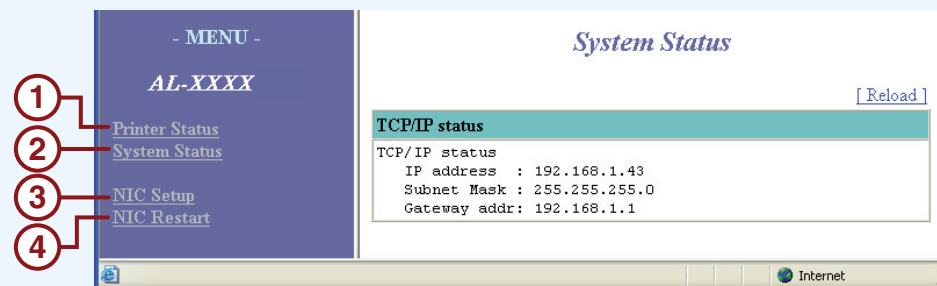 - MENU -
AL-XXXX
1
Printer Status
2
System Status
3
NIC Setup
4
NIC Restart
System Status
[ Reload ]
TCP/IP status
TCP/IP status
IP address : 192.168.1.43
Subnet Mask : 255.255.255.0
Gateway addr: 192.168.1.1
Internet